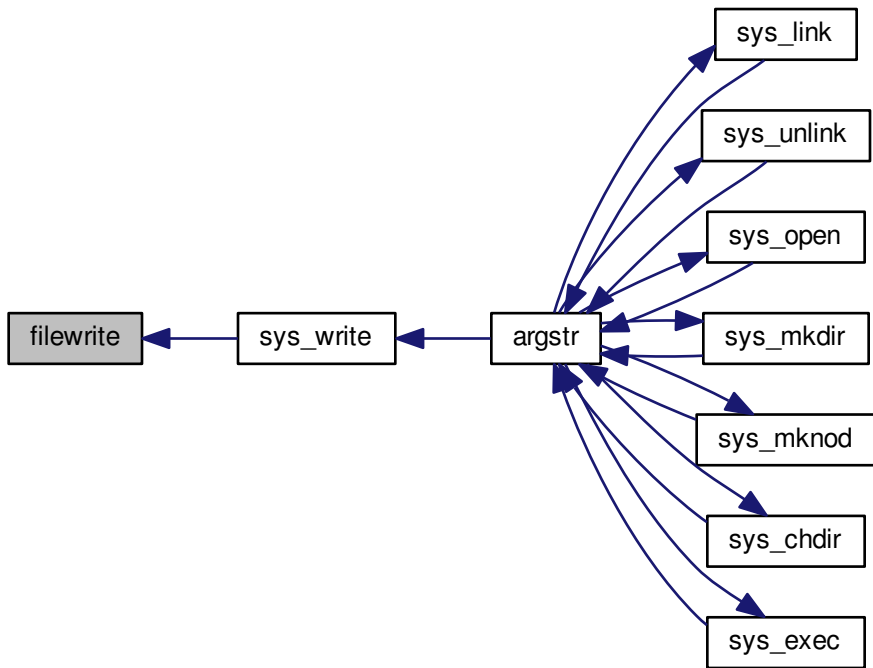 filewrite
sys_write
argstr
sys_link
sys_unlink
sys_open
sys_mkdir
sys_mknod
sys_chdir
sys_exec